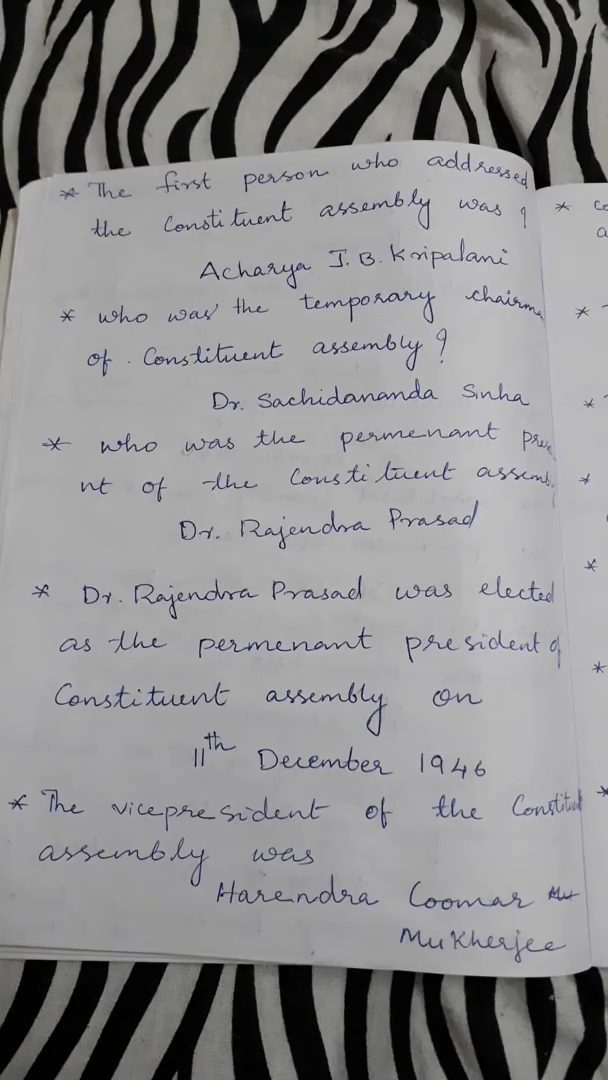 * The first person who addressed
the Constituent assembly was ?
Acharya J. B. Kripalani
* who was the temporary chairma
of . Constituent assembly ?
Dr. Sachidananda Sinha
* who was the permenant pres
nt of the Constituent assemb
Dr. Rajendra Prasad
* Dr. Rajendra Prasad was elected
as the permenant president of
Constituent assembly on
11th December 1946
* The vicepresident of the Constitut
assembly was
Harendra Coomar
Mukherjee